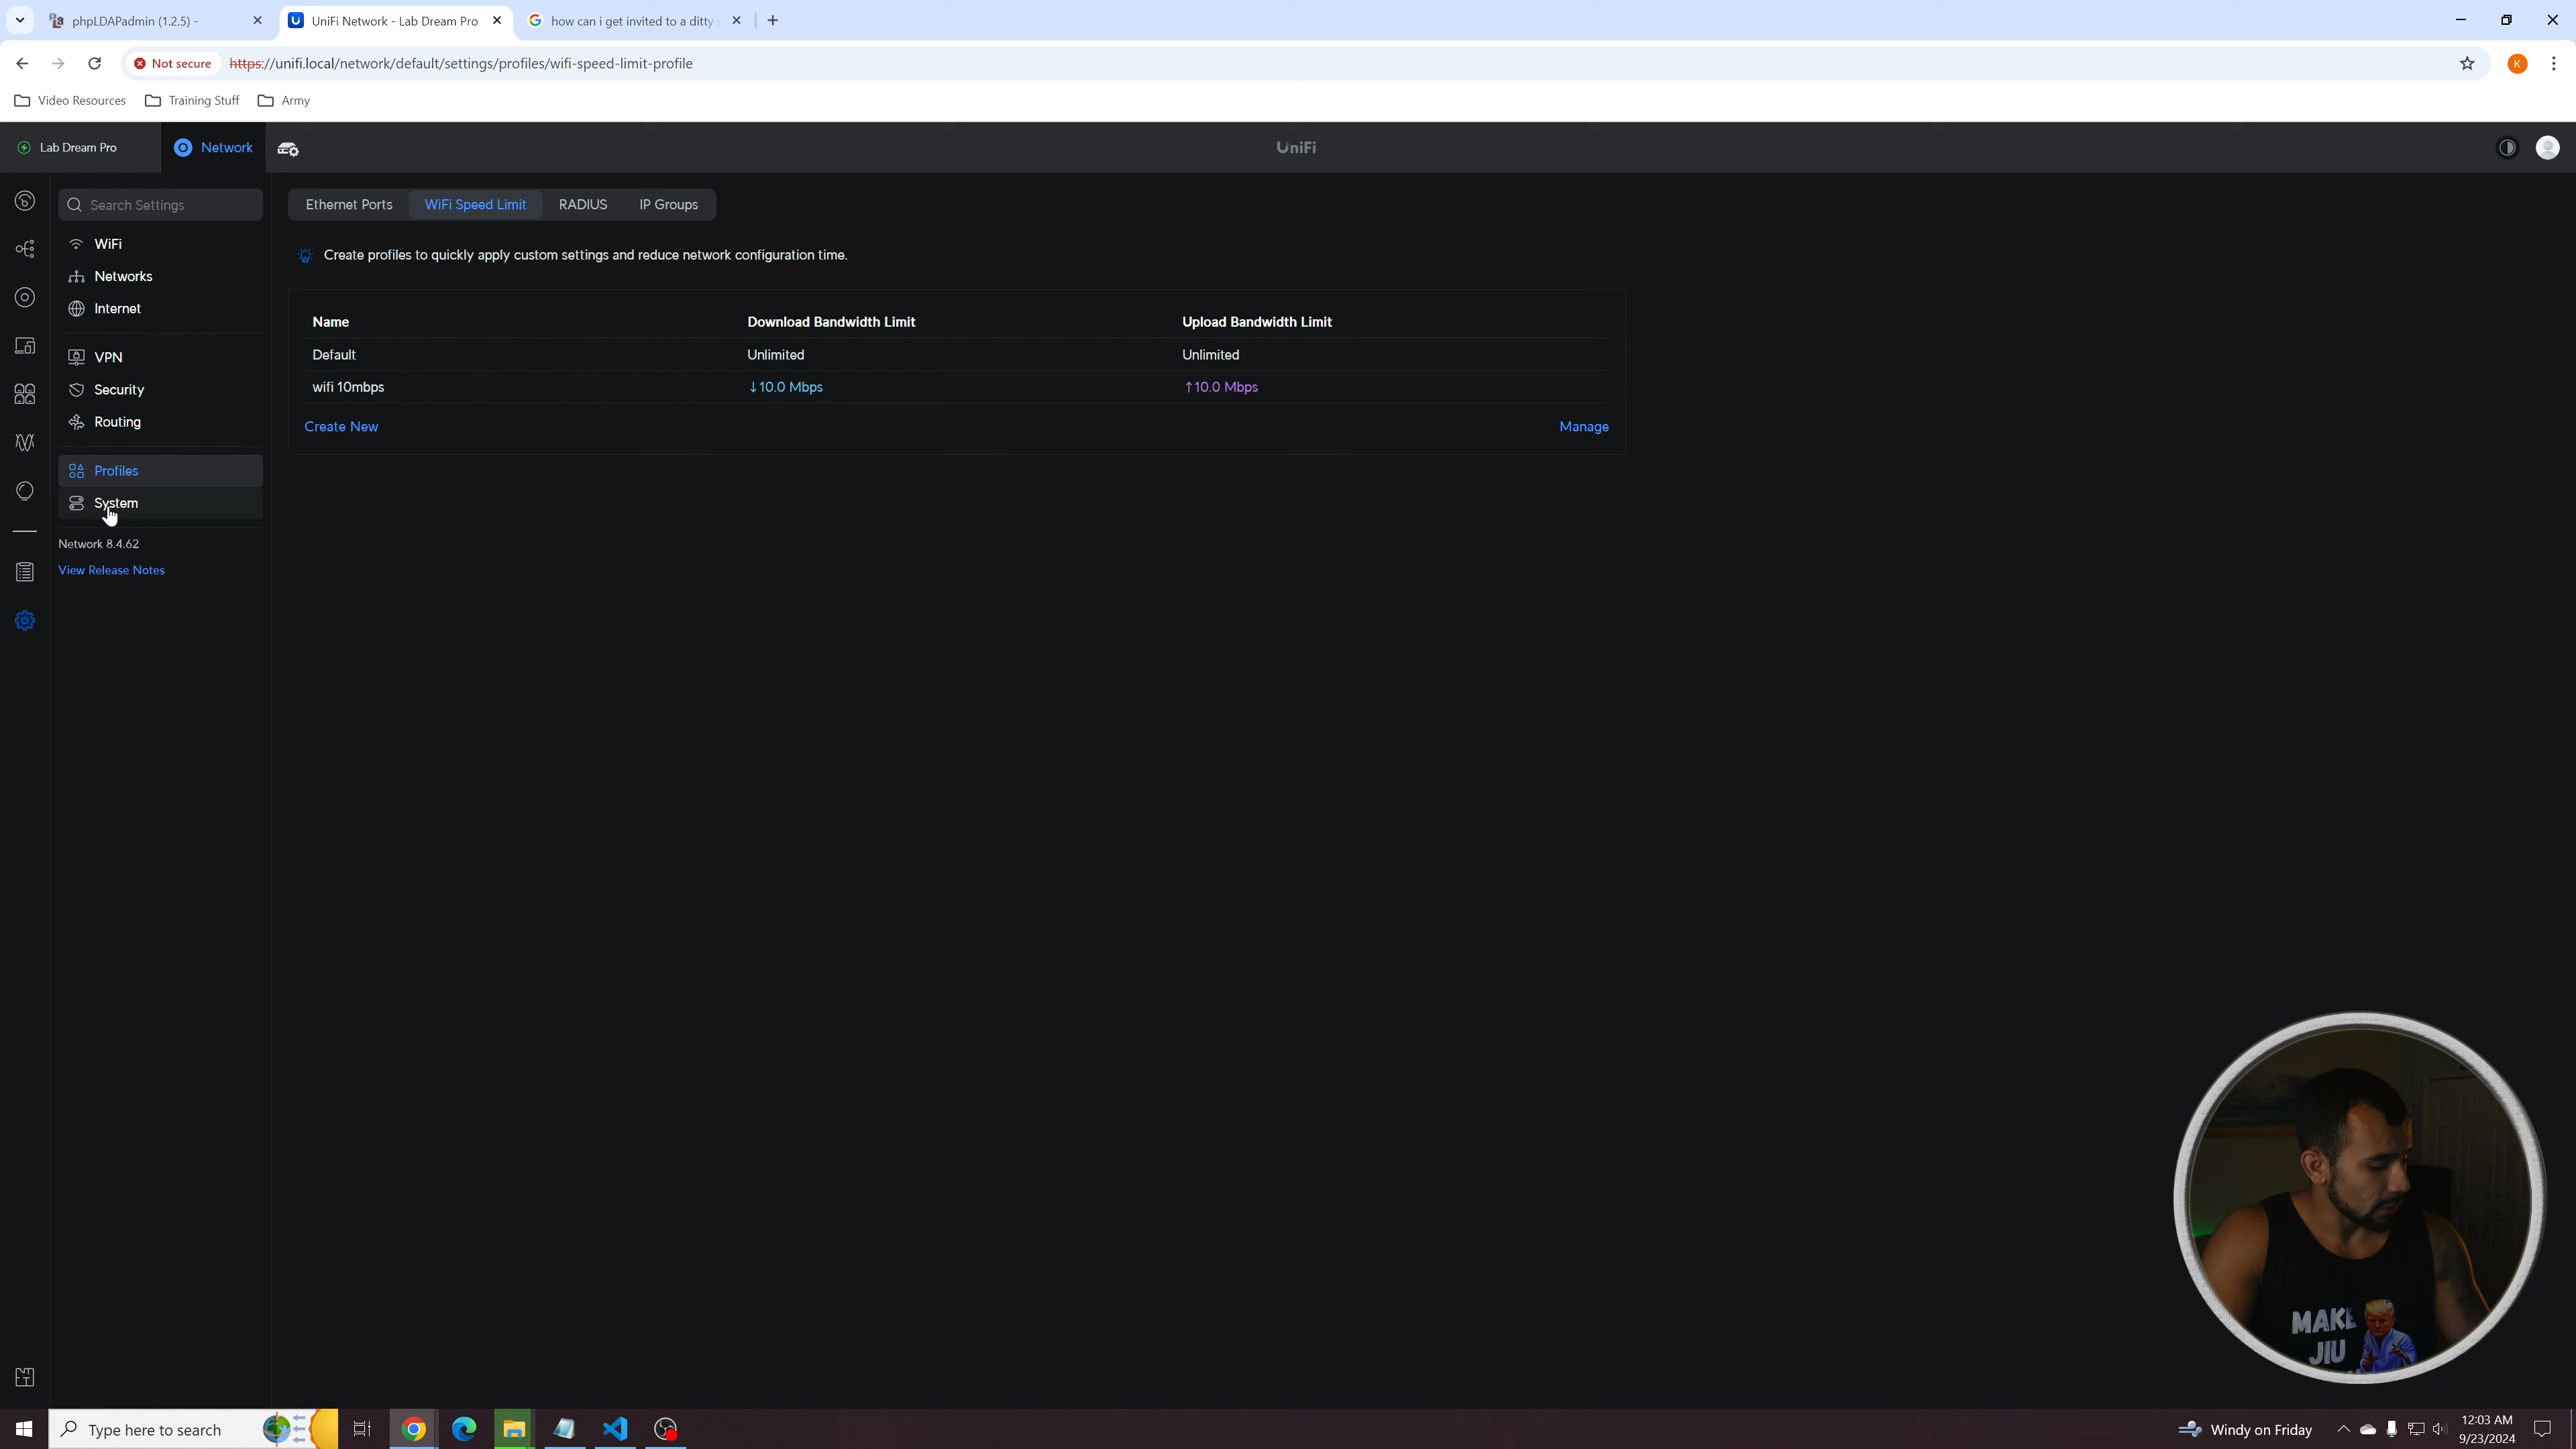 phpLDAPadmin (1.2.5) -
UniFi Network - Lab Dream Pro
how can i get invited to a ditty
Not secure
https://unifi.local/network/default/settings/profiles/wifi-speed-limit-profile
K
Video Resources
Training Stuff
Army
Lab Dream Pro
Network
UniFi
Search Settings
WiFi
Networks
Internet
VPN
Security
Routing
Profiles
System
Network 8.4.62
View Release Notes
Ethernet Ports
WiFi Speed Limit
RADIUS
IP Groups
Create profiles to quickly apply custom settings and reduce network configuration time.
Name Download Bandwidth Limit Upload Bandwidth Limit
Default Unlimited Unlimited
wifi 10mbps ↓10.0 Mbps ↑10.0 Mbps
Create New Manage
MAKE
JIU
Type here to search
Windy on Friday
12:03 AM
9/23/2024